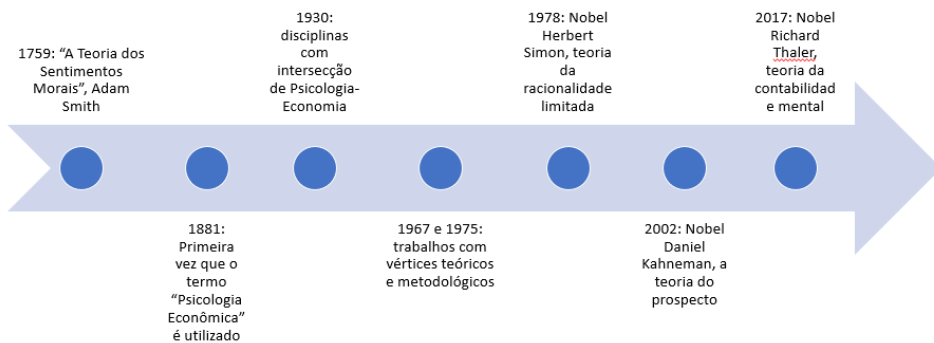 1759: “A Teoria dos
Sentimentos
Morais”, Adam
Smith
1881:
Primeira
vez que o
termo
“Psicologia
Econômica”
é utilizado
1930:
disciplinas
com
intersecção
de Psicologia-
Economia
1967 e 1975:
trabalhos com
vértices teóricos
e metodológicos
1978: Nobel
Herbert
Simon, teoria
da
racionalidade
limitada
2002: Nobel
Daniel
Kahneman, a
teoria do
prospecto
2017: Nobel
Richard
Thaler,
teoria da
contabilidad
e mental